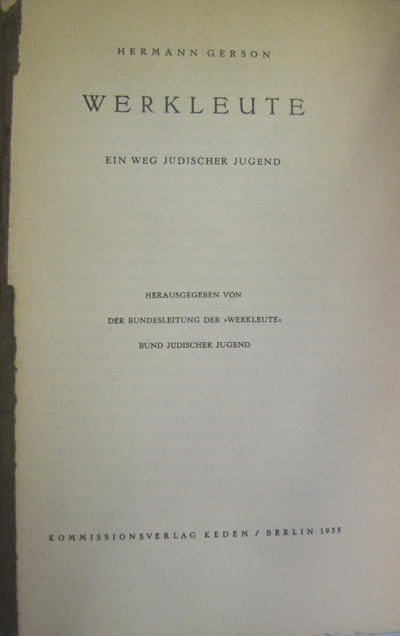 HERMANN GERSON
WERKLEUTE
EIN WEG JÜDISCHER JUGEND
HERAUSGEGEBEN VON
DER BUNDESLEITUNG DER »WERKLEUTE«
BUND JÜDISCHER JUGEND
KOMMISSIONSVERLAG KEDEM / BERLIN 1935